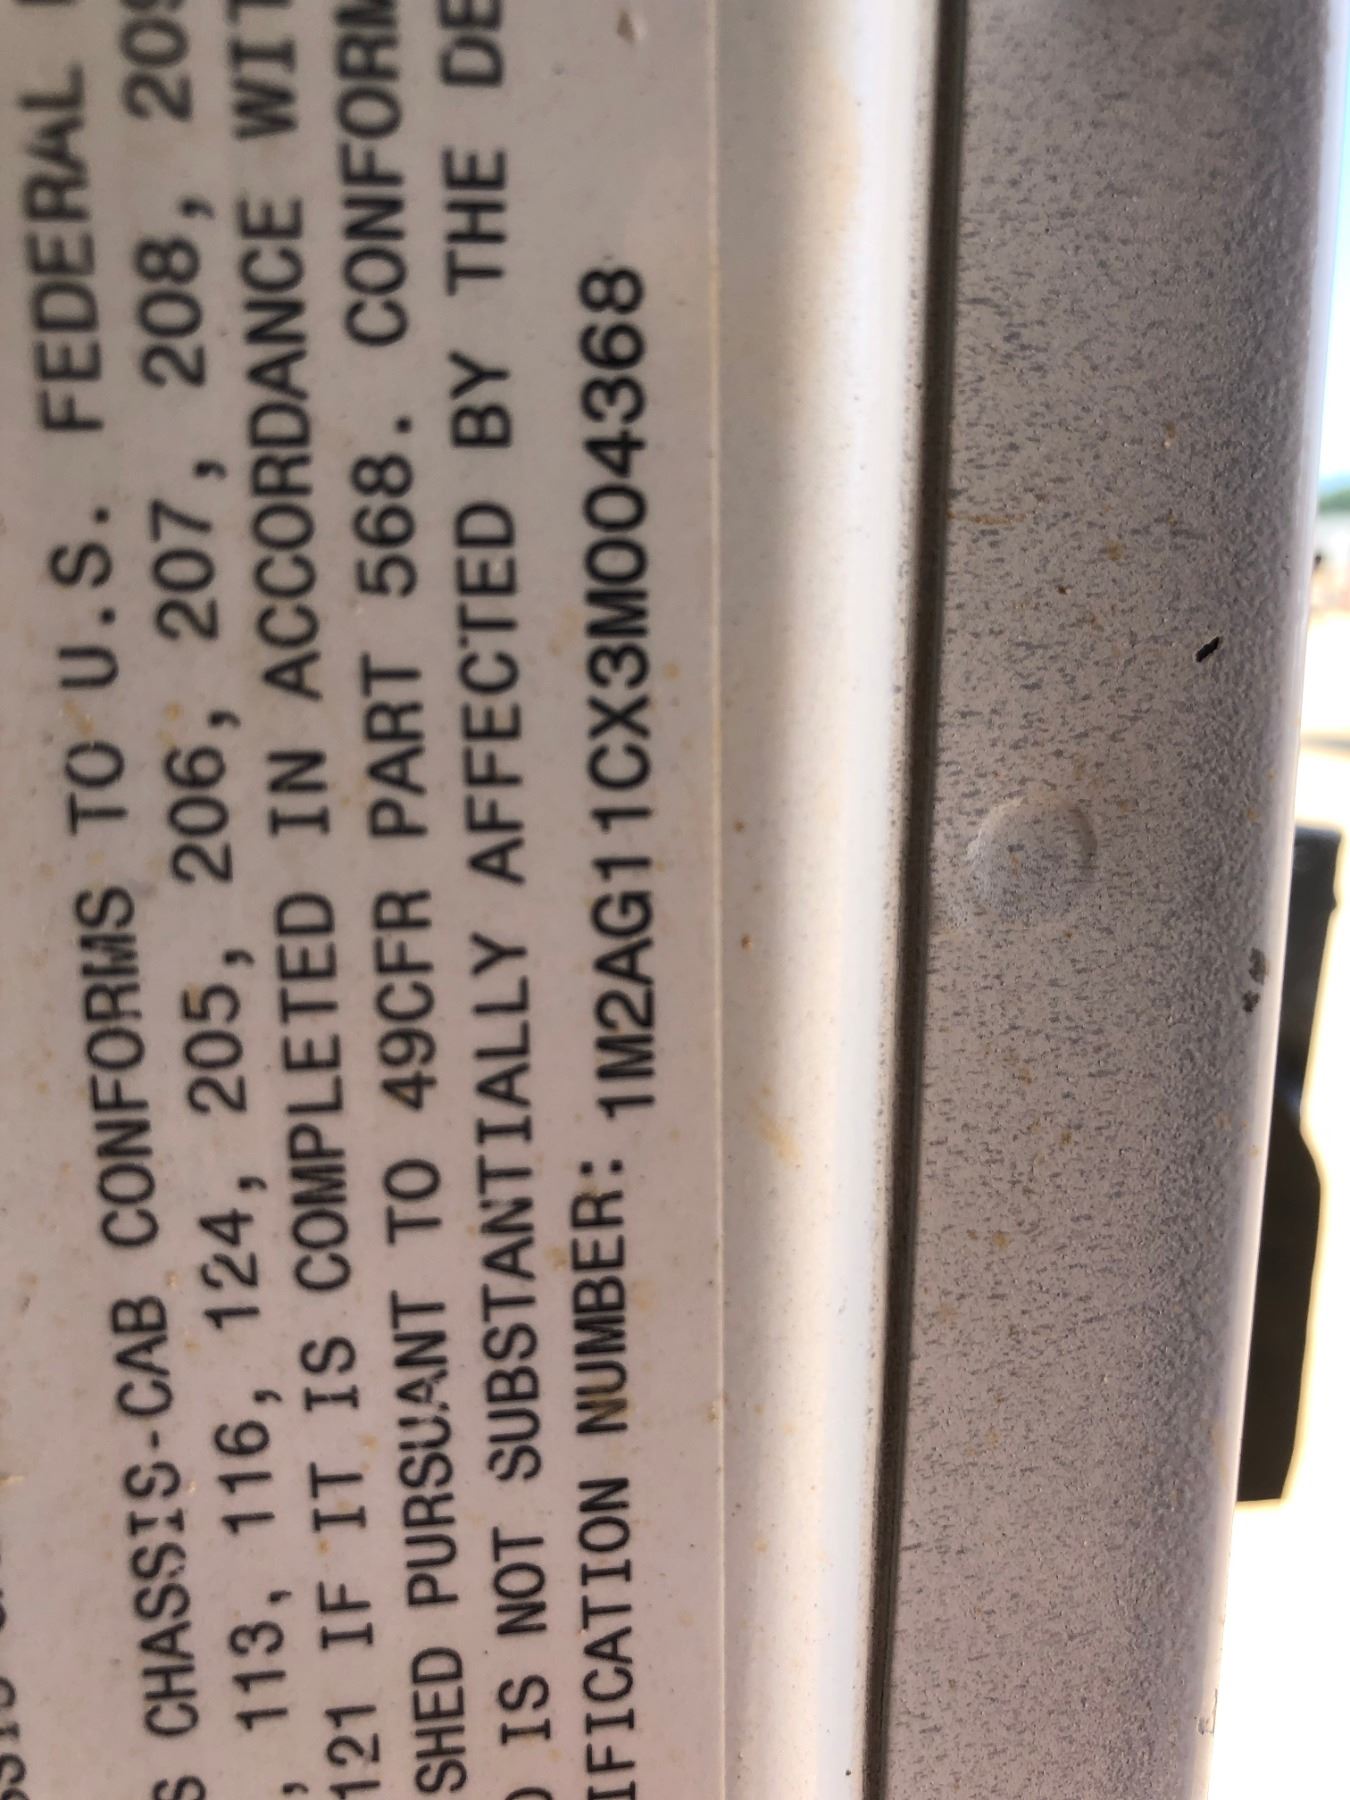 S CHASSIS-CAB CONFORMS TO U.S. FEDERAL
, 113, 116, 124, 205, 206, 207, 208, 209
121 IF IT IS COMPLETED IN ACCORDANCE WIT
SHED PURSUANT TO 49CFR PART 568. CONFORM
IS NOT SUBSTANTIALLY AFFECTED BY THE DE
IFICATION NUMBER: 1M2AG11CX3M004368